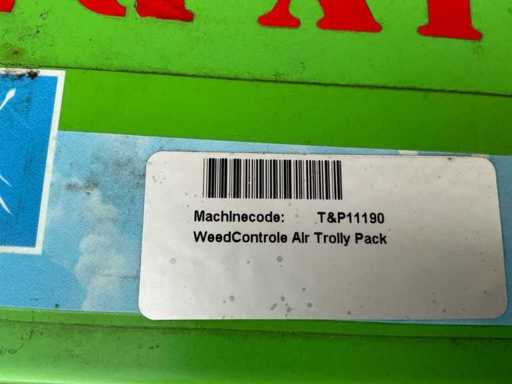 Machinecode: T&P11190
WeedControle Air Trolly Pack